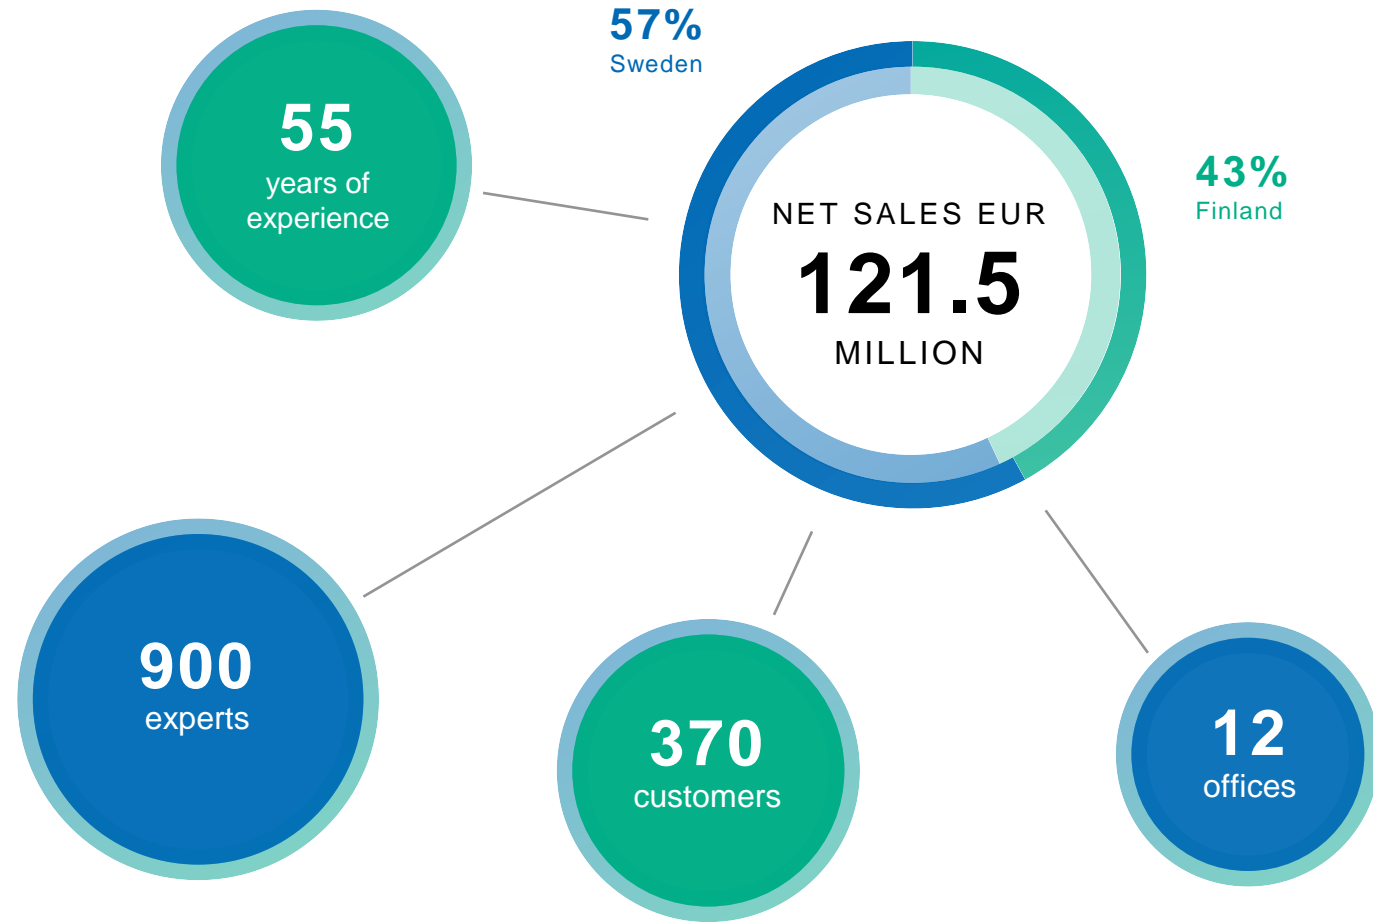 57%
Sweden
55
years of
experience
43%
Finland
NET SALES EUR
121.5
MILLION
900
experts
370
customers
12
offices